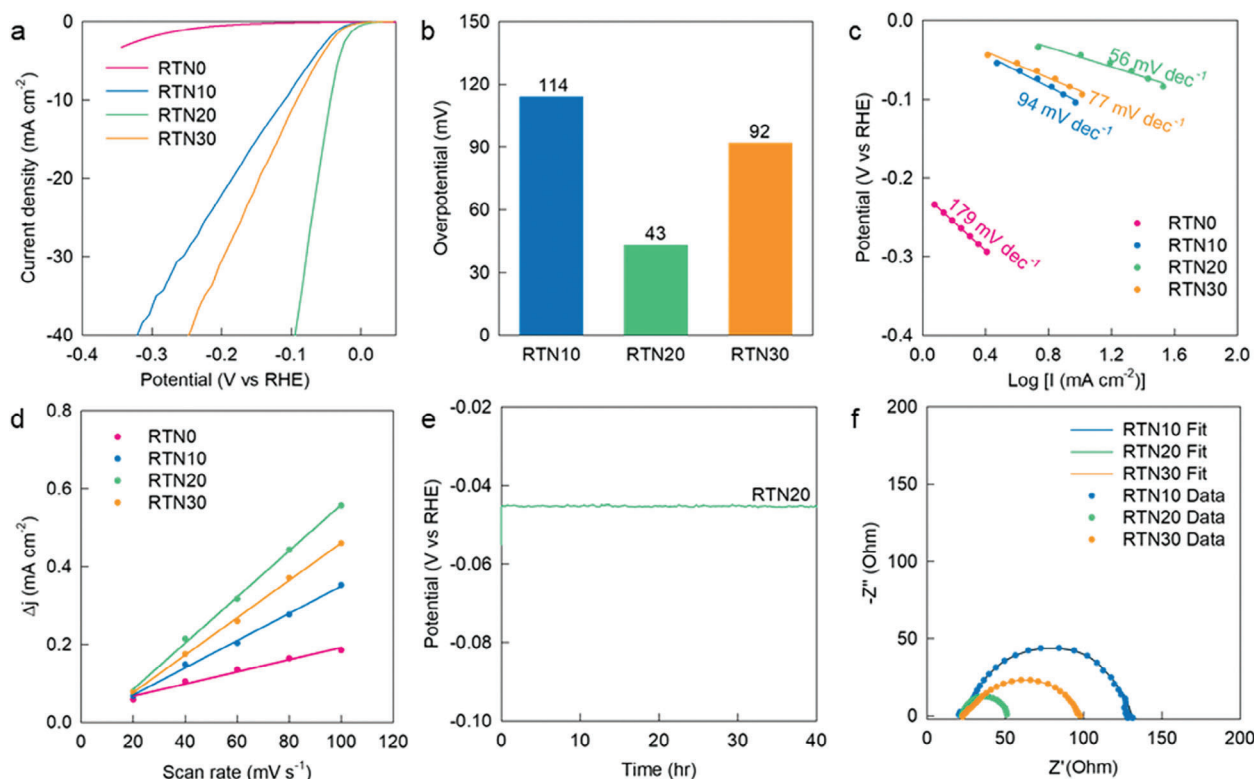 a
0
-10
-20
-30
-40
-0.4
-0.3
-0.2
-0.1
0.0
Current density (mA cm⁻²)
Potential (V vs RHE)
RTN0
RTN10
RTN20
RTN30
b
150
120
90
60
30
0
Overpotential (mV)
114
43
92
RTN10
RTN20
RTN30
c
0.0
-0.1
-0.2
-0.3
-0.4
0.0
0.4
0.8
1.2
1.6
2.0
Potential (V vs RHE)
Log [I (mA cm⁻²)]
56 mV dec⁻¹
77 mV dec⁻¹
94 mV dec⁻¹
179 mV dec⁻¹
RTN0
RTN10
RTN20
RTN30
d
0.8
0.6
0.4
0.2
0.0
0
20
40
60
80
100
120
Δj (mA cm⁻²)
Scan rate (mV s⁻¹)
RTN0
RTN10
RTN20
RTN30
e
-0.02
-0.04
-0.06
-0.08
-0.10
0
10
20
30
40
Potential (V vs RHE)
Time (hr)
RTN20
f
200
150
100
50
0
0
50
100
150
200
-Z" (Ohm)
Z'(Ohm)
RTN10 Fit
RTN20 Fit
RTN30 Fit
RTN10 Data
RTN20 Data
RTN30 Data